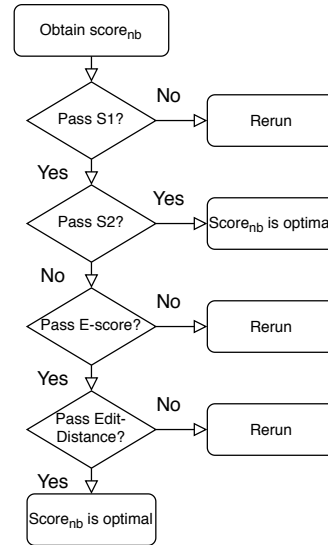 Obtain score_nb
No
Pass S1?
Rerun
Yes
Yes
Pass S2?
Score_nb is optimal
No
No
Pass E-score?
Rerun
Yes
No
Pass Edit-
Distance?
Rerun
Yes
Score_nb is optimal